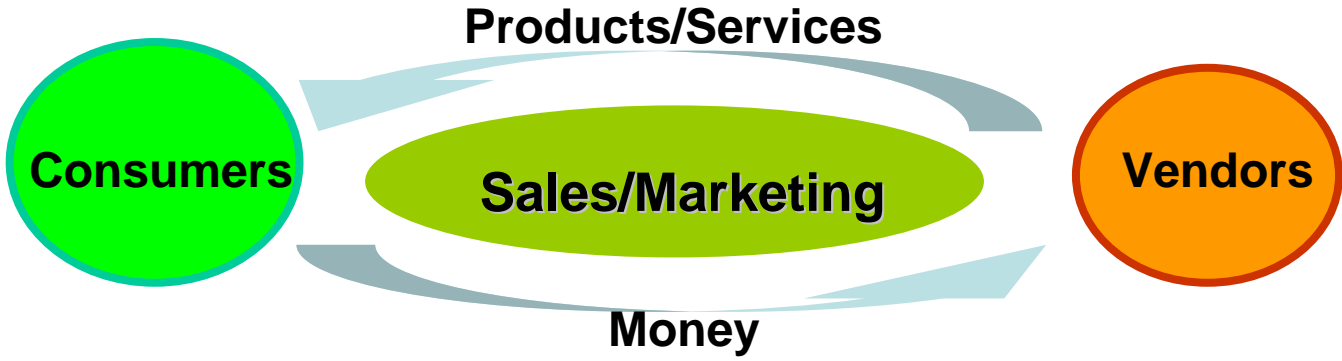 Products/Services
Consumers
Sales/Marketing
Vendors
Money